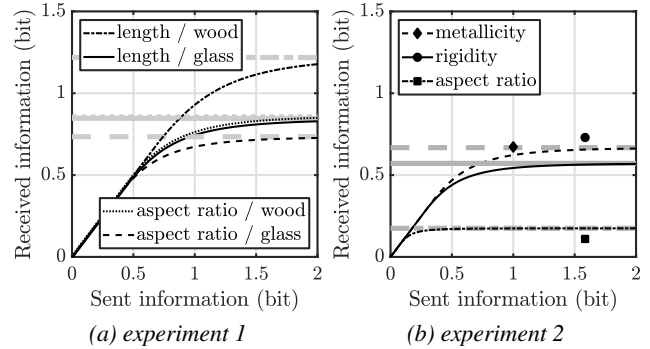 Received information (bit)
1.5
1
0.5
0
length / wood
length / glass
aspect ratio / wood
aspect ratio / glass
0 0.5 1 1.5 2
Sent information (bit)
(a) experiment 1
Received information (bit)
1.5
1
0.5
0
metallicity
rigidity
aspect ratio
0 0.5 1 1.5 2
Sent information (bit)
(b) experiment 2